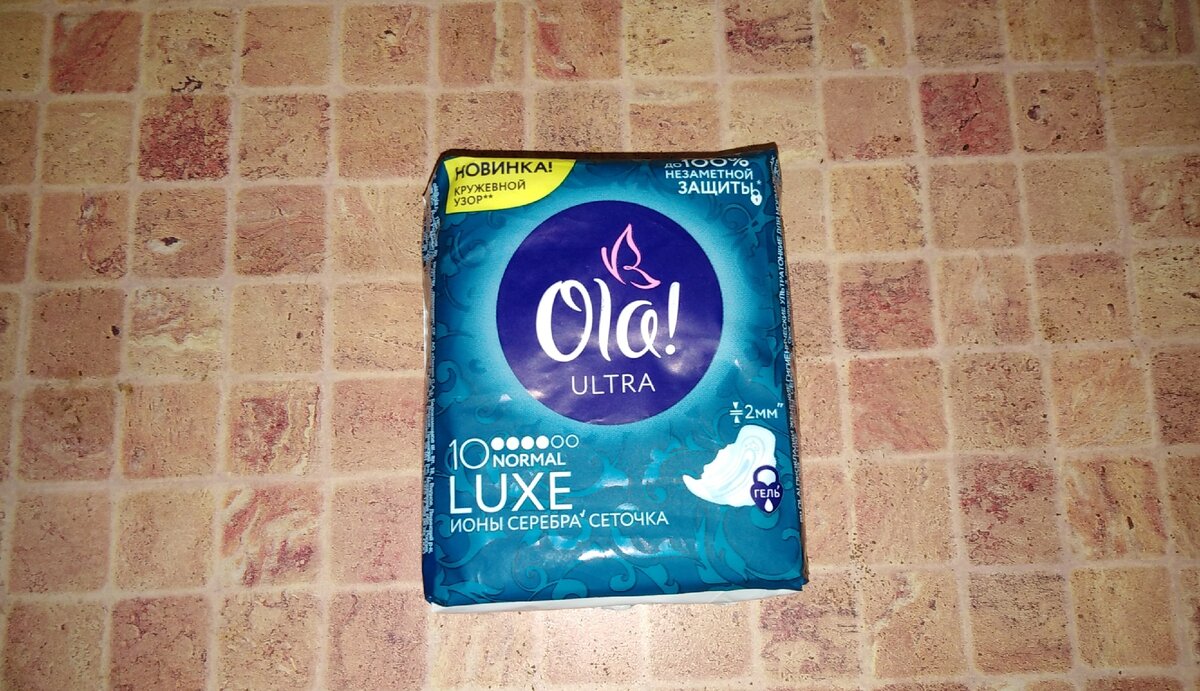 НОВИНКА!
КРУЖЕВНОЙ
УЗОР**
ДО 100%
НЕЗАМЕТНОЙ
ЗАЩИТЫ*
Ola!
ULTRA
2мм"
10
NORMAL
LUXE
ИОНЫ СЕРЕБРА СЕТОЧКА
ГЕЛЬ